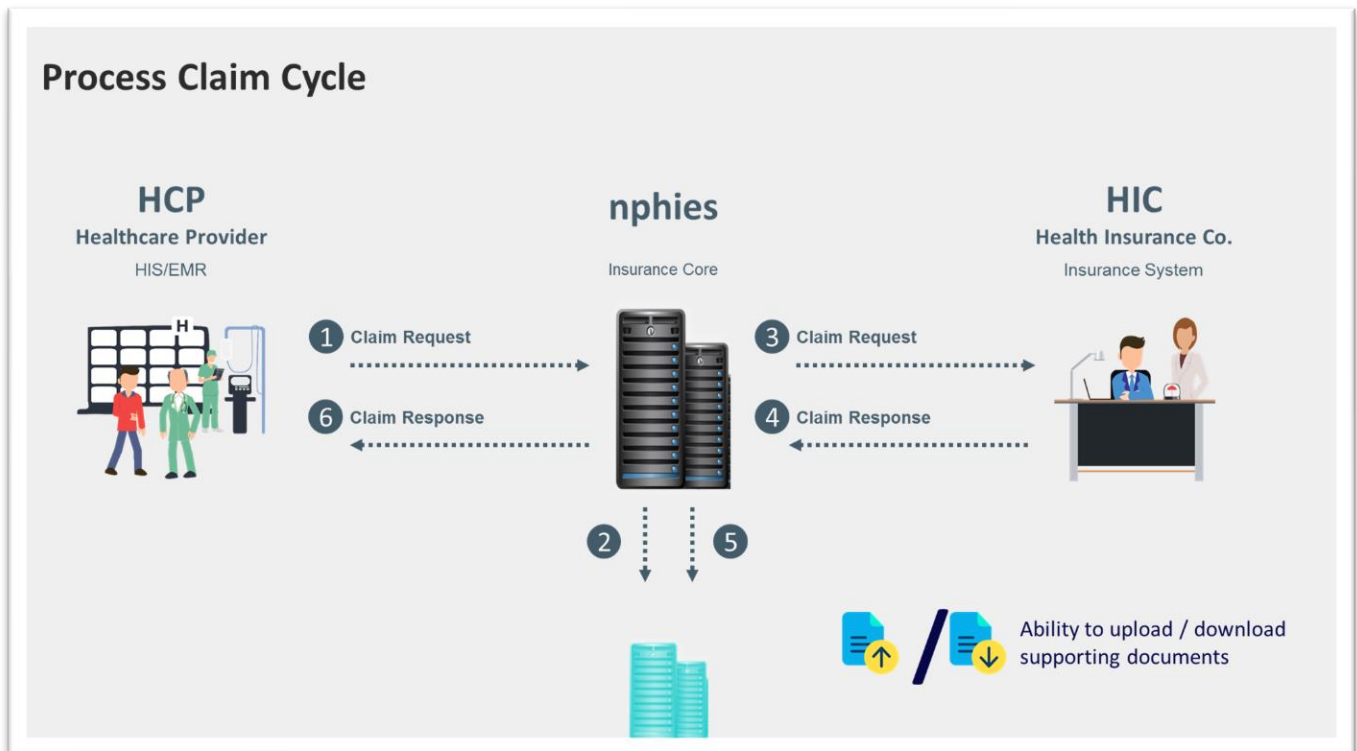 Process Claim Cycle
HCP
Healthcare Provider
HIS/EMR
nphies
Insurance Core
HIC
Health Insurance Co.
Insurance System
H
1 Claim Request
3 Claim Request
6 Claim Response
4 Claim Response
2
5
/
Ability to upload / download
supporting documents